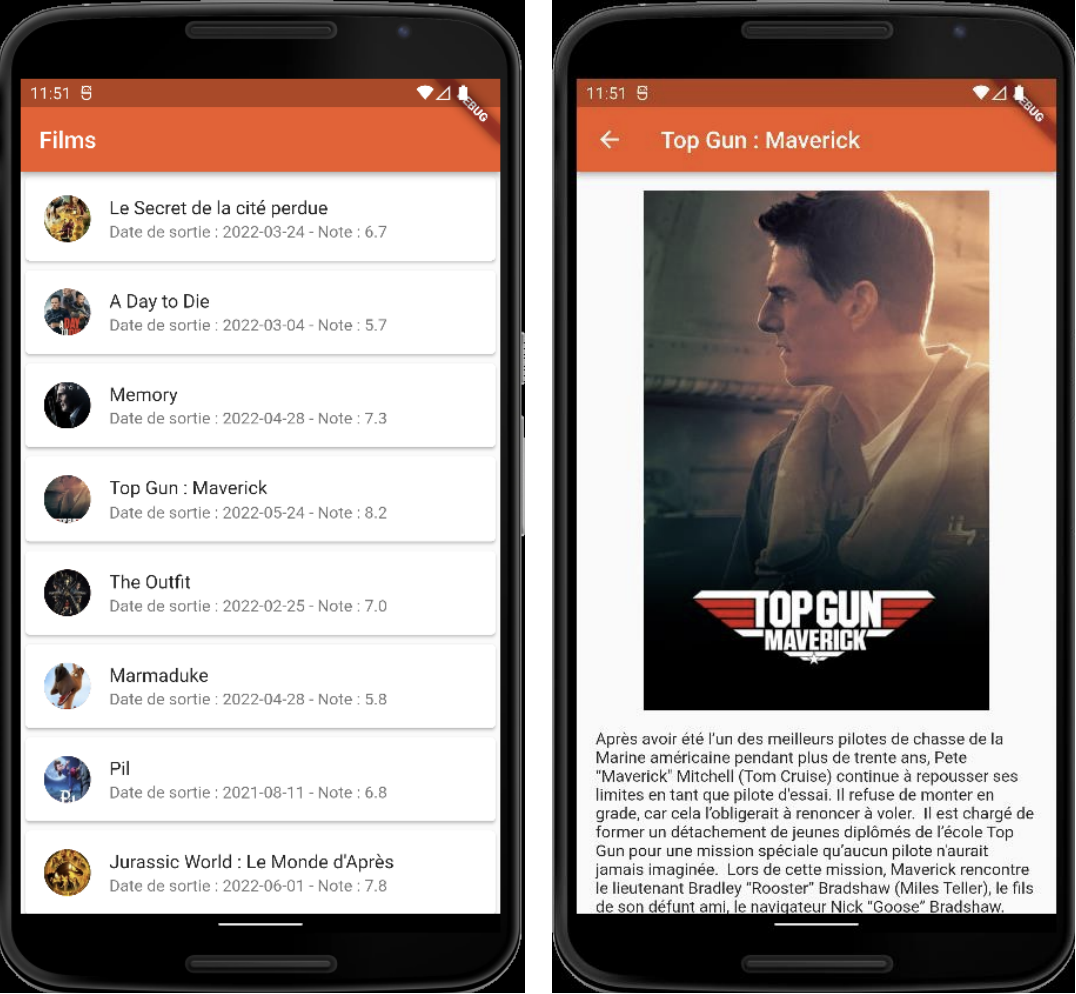 11:51
DEBUG
Films
Le Secret de la cité perdue
Date de sortie : 2022-03-24 - Note : 6.7
A Day to Die
Date de sortie : 2022-03-04 - Note : 5.7
Memory
Date de sortie : 2022-04-28 - Note : 7.3
Top Gun : Maverick
Date de sortie : 2022-05-24 - Note : 8.2
The Outfit
Date de sortie : 2022-02-25 - Note : 7.0
Marmaduke
Date de sortie : 2022-04-28 - Note : 5.8
Pil
Date de sortie : 2021-08-11 - Note : 6.8
Jurassic World : Le Monde d'Après
Date de sortie : 2022-06-01 - Note : 7.8
11:51
DEBUG
Top Gun : Maverick
TOP GUN
MAVERICK
Après avoir été l'un des meilleurs pilotes de chasse de la
Marine américaine pendant plus de trente ans, Pete
"Maverick" Mitchell (Tom Cruise) continue à repousser ses
limites en tant que pilote d'essai. Il refuse de monter en
grade, car cela l'obligerait à renoncer à voler.  Il est chargé de
former un détachement de jeunes diplômés de l'école Top
Gun pour une mission spéciale qu'aucun pilote n'aurait
jamais imaginée.  Lors de cette mission, Maverick rencontre
le lieutenant Bradley "Rooster" Bradshaw (Miles Teller), le fils
de son défunt ami, le navigateur Nick "Goose” Bradshaw.